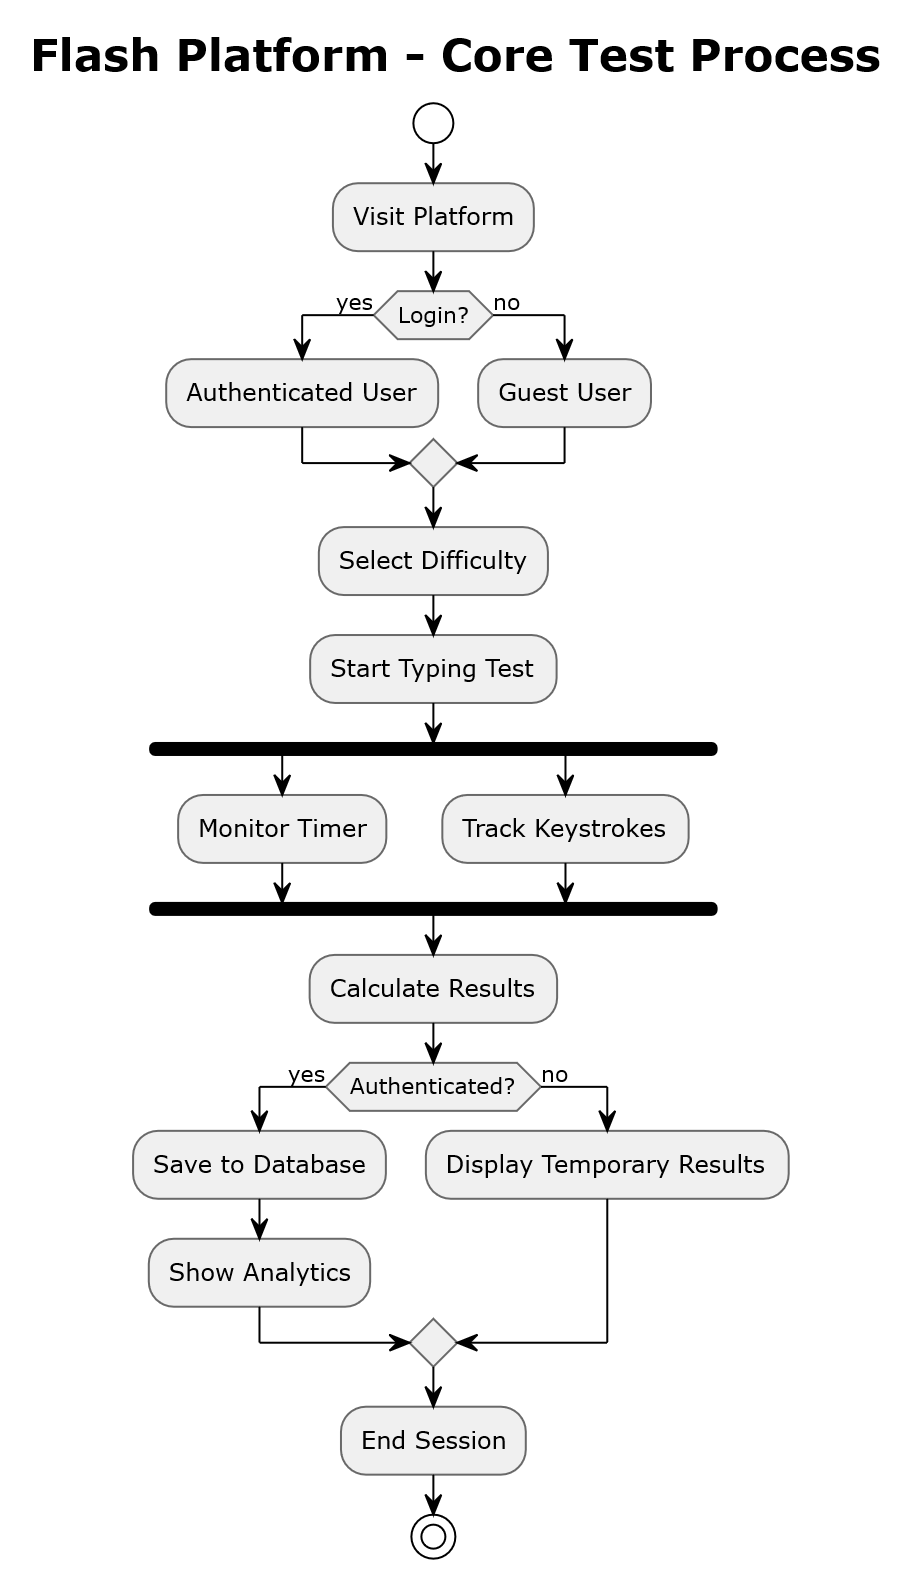 Flash Platform – Core Test Process
Visit Platform
yes
Login?
no
Authenticated User
Guest User
Select Difficulty
Start Typing Test
Monitor Timer
Track Keystrokes
Calculate Results
yes
Authenticated?
no
Save to Database
Display Temporary Results
Show Analytics
End Session